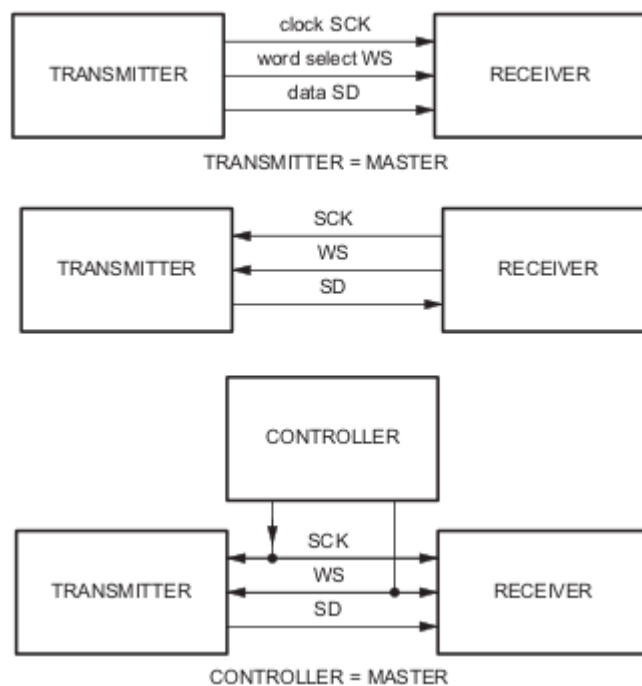 clock SCK
TRANSMITTER
word select WS
RECEIVER
data SD
TRANSMITTER = MASTER
SCK
TRANSMITTER
WS
RECEIVER
SD
CONTROLLER
SCK
TRANSMITTER
WS
RECEIVER
SD
CONTROLLER = MASTER